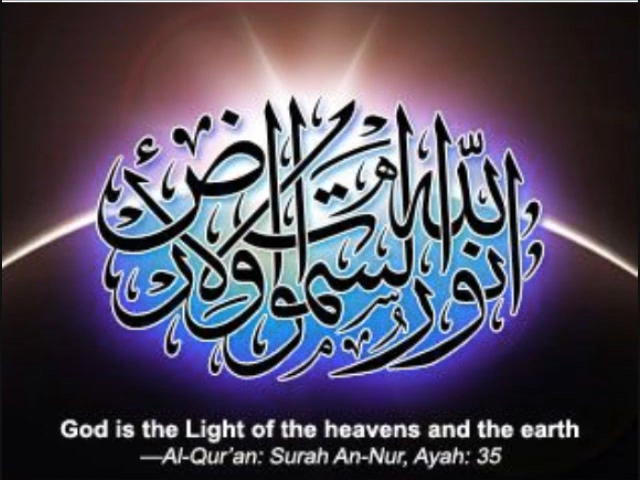 الله نور السموات والارض
God is the Light of the heavens and the earth
—Al-Qur'an: Surah An-Nur, Ayah: 35